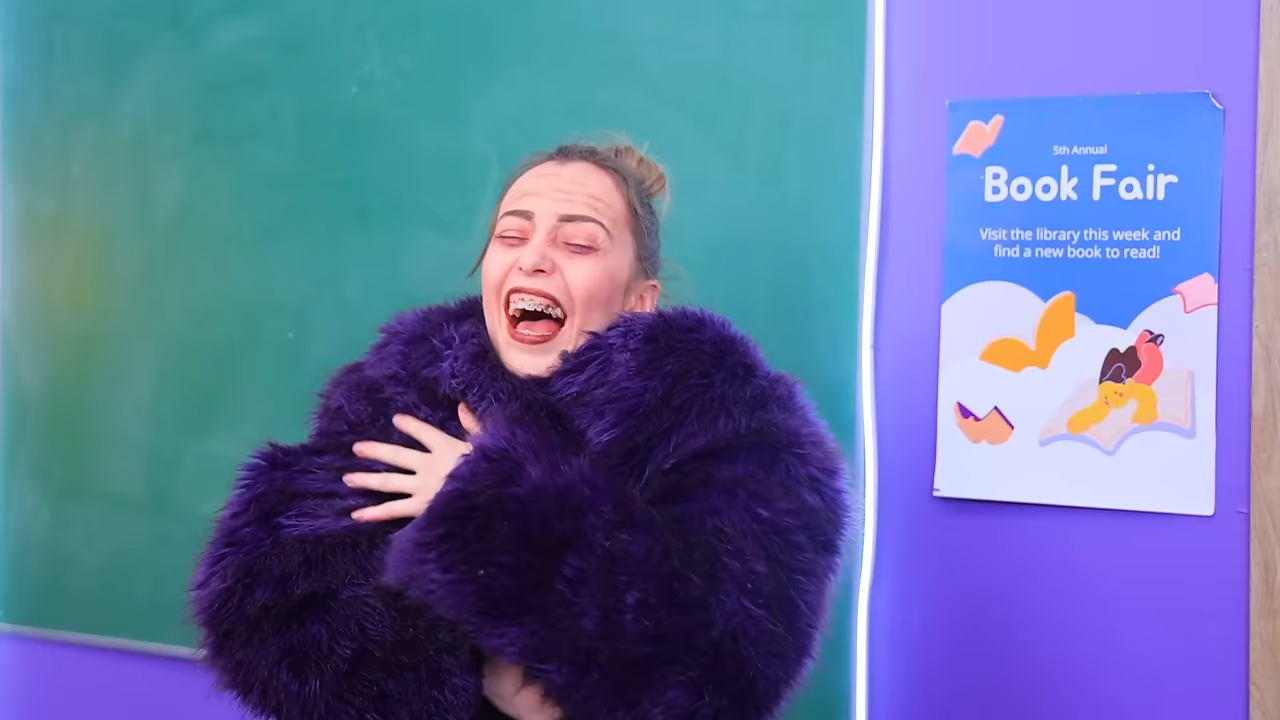 5th Annual
Book Fair
Visit the library this week and
find a new book to read!